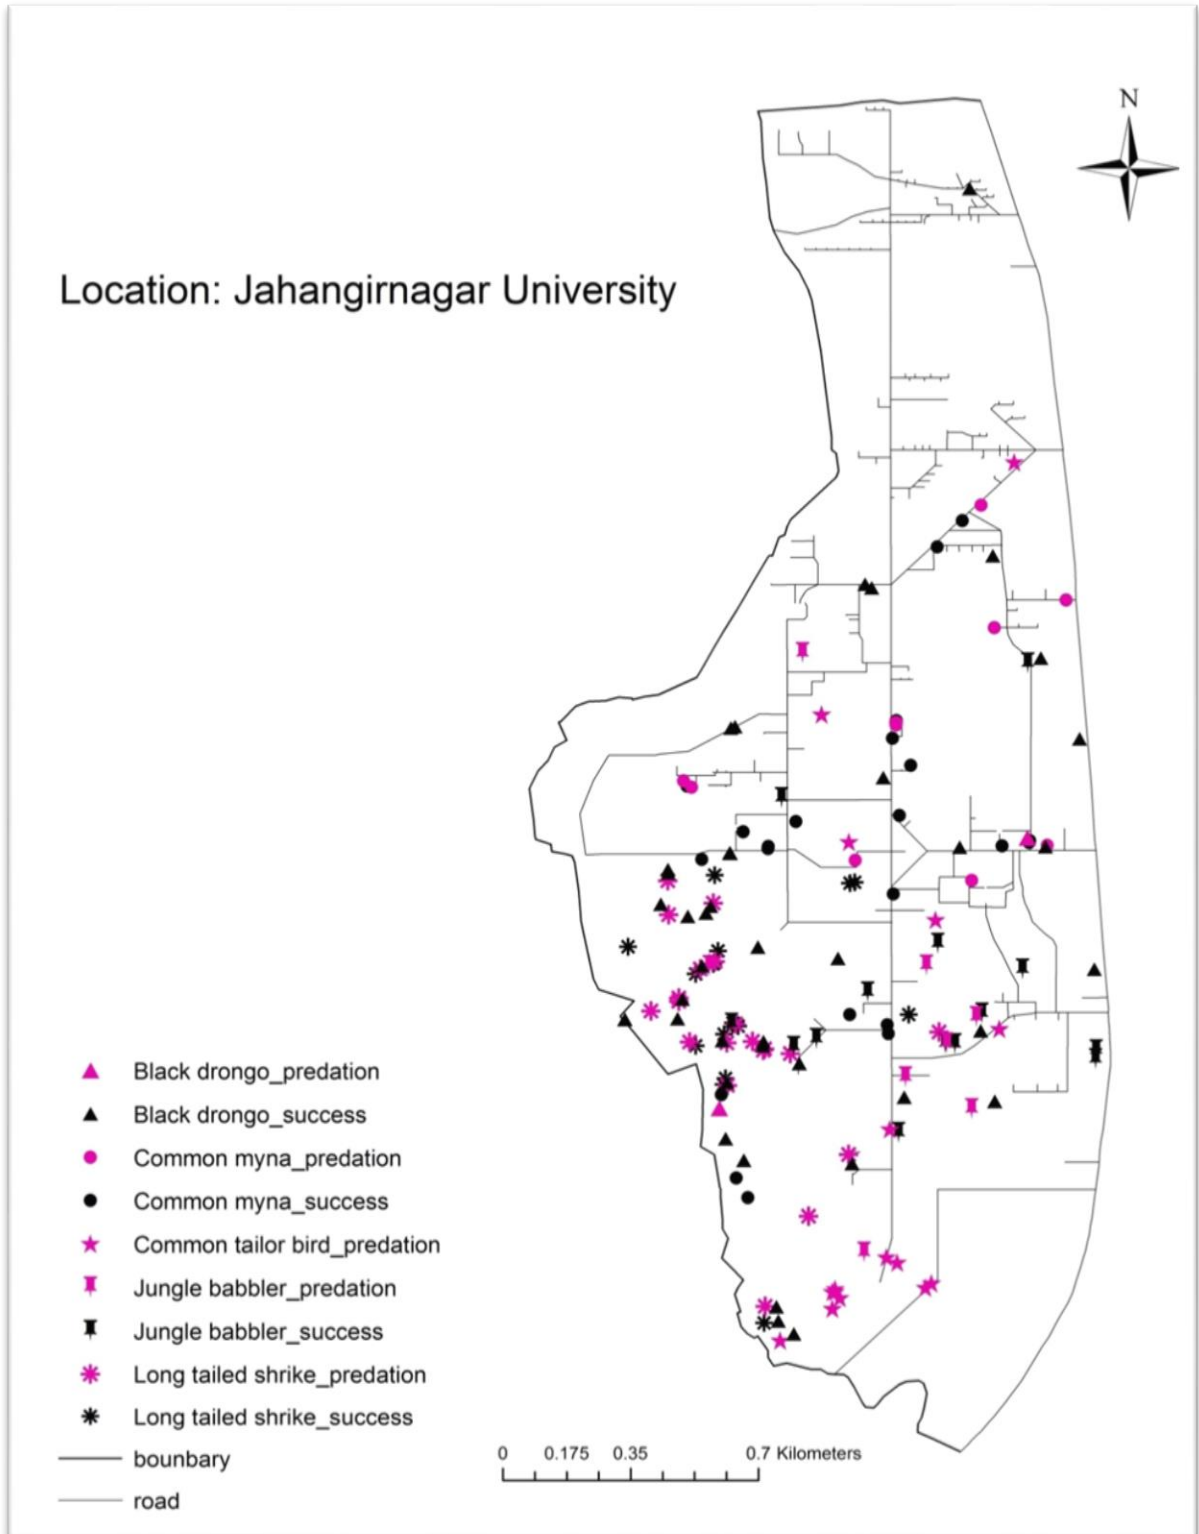 N
Location: Jahangirnagar University
Black drongo_predation
Black drongo_success
Common myna_predation
Common myna_success
Common tailor bird_predation
Jungle babbler_predation
Jungle babbler_success
Long tailed shrike_predation
Long tailed shrike_success
bounbary
road
0 0.175 0.35 0.7 Kilometers